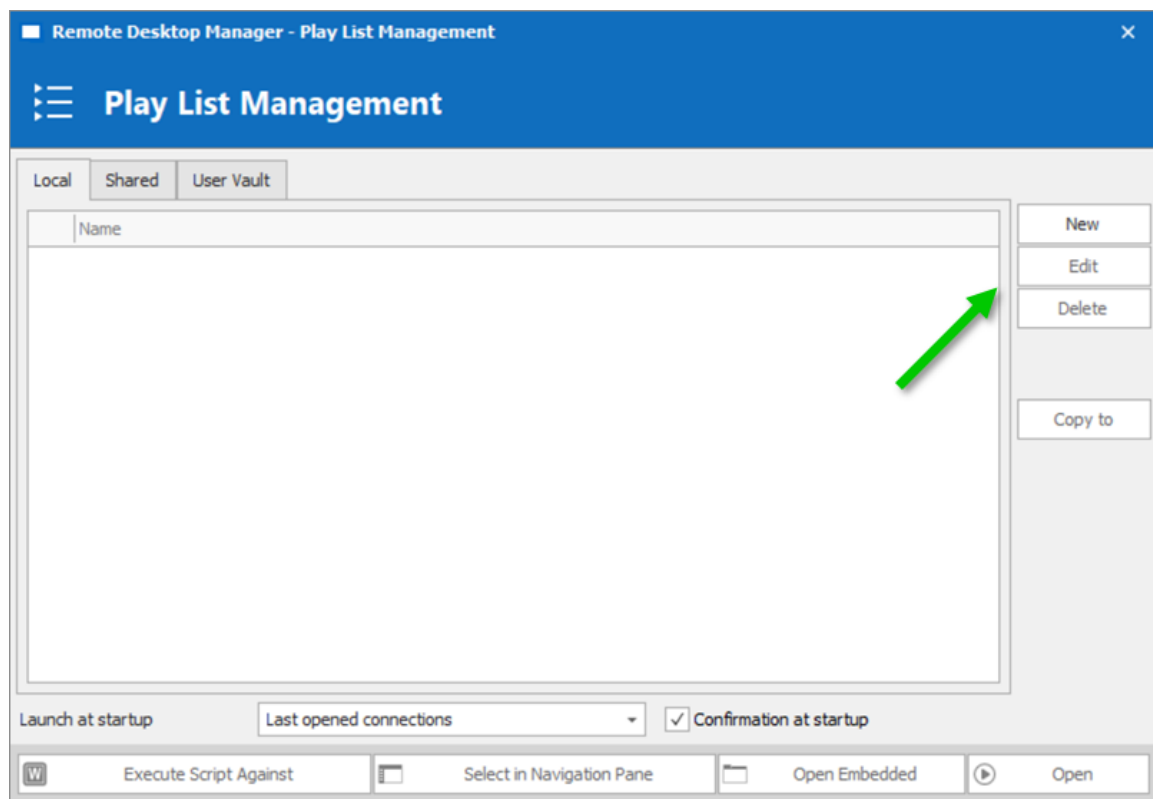 Remote Desktop Manager - Play List Management
Play List Management
Local Shared User Vault
Name
New
Edit
Delete
Copy to
Launch at startup Last opened connections Confirmation at startup
W Execute Script Against Select in Navigation Pane Open Embedded Open